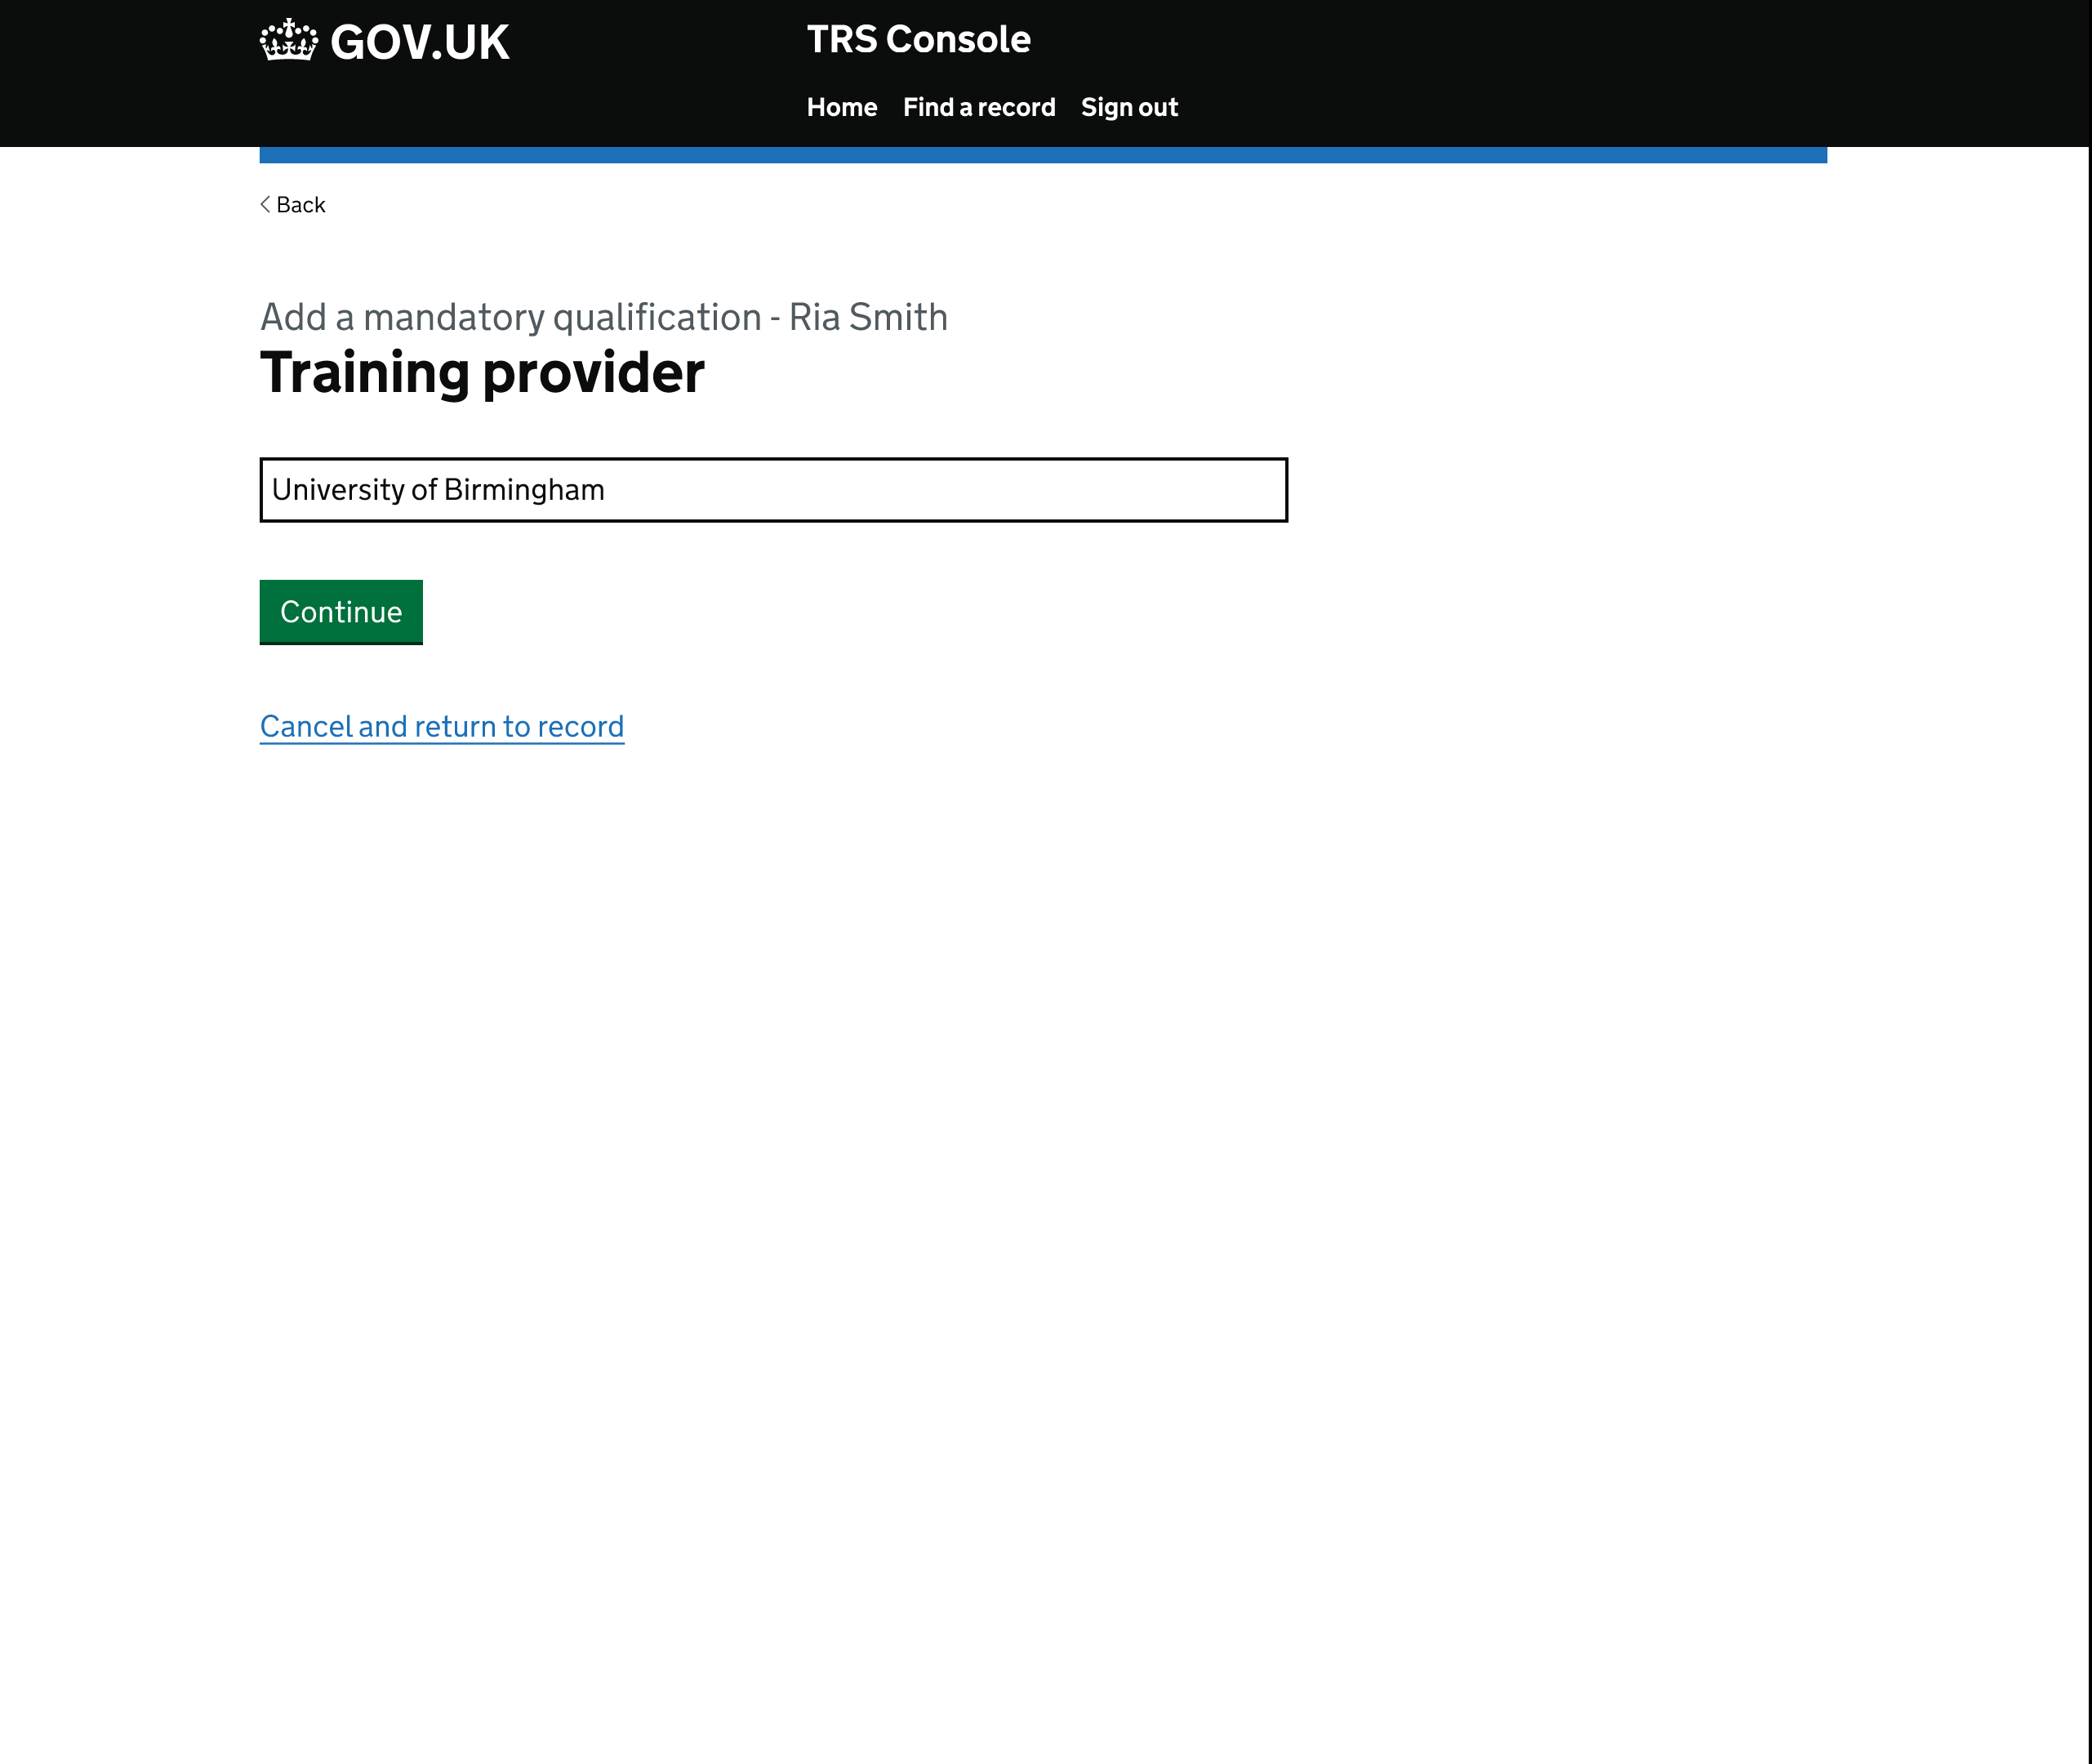 GOV.UK
TRS Console
Home Find a record Sign out
Back
Add a mandatory qualification - Ria Smith
Training provider
University of Birmingham
Continue
Cancel and return to record